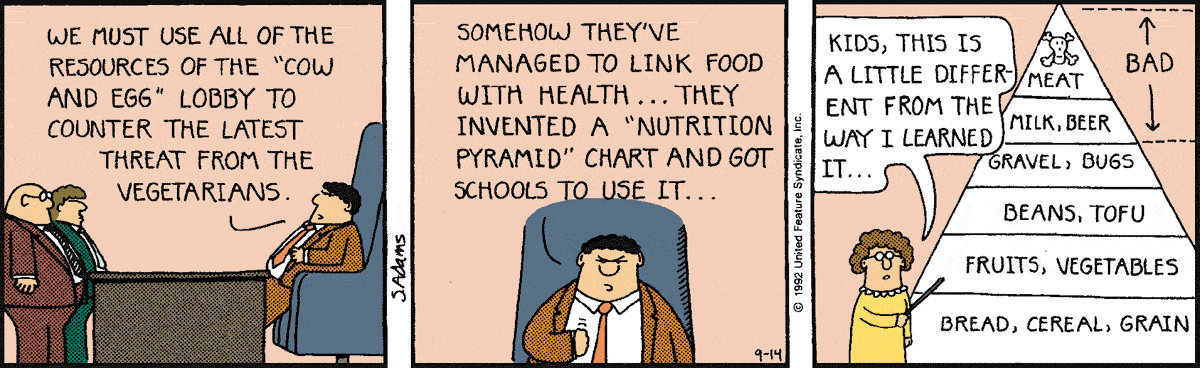 WE MUST USE ALL OF THE
RESOURCES OF THE "COW
AND EGG" LOBBY TO
COUNTER THE LATEST
THREAT FROM THE
VEGETARIANS.
S.Adams
SOMEHOW THEY'VE
MANAGED TO LINK FOOD
WITH HEALTH... THEY
INVENTED A "NUTRITION
PYRAMID" CHART AND GOT
SCHOOLS TO USE IT...
9-14
© 1992 United Feature Syndicate, Inc.
KIDS, THIS IS
A LITTLE DIFFER-
ENT FROM THE
WAY I LEARNED
IT...
MEAT
MILK, BEER
GRAVEL, BUGS
BEANS, TOFU
FRUITS, VEGETABLES
BREAD, CEREAL, GRAIN
BAD